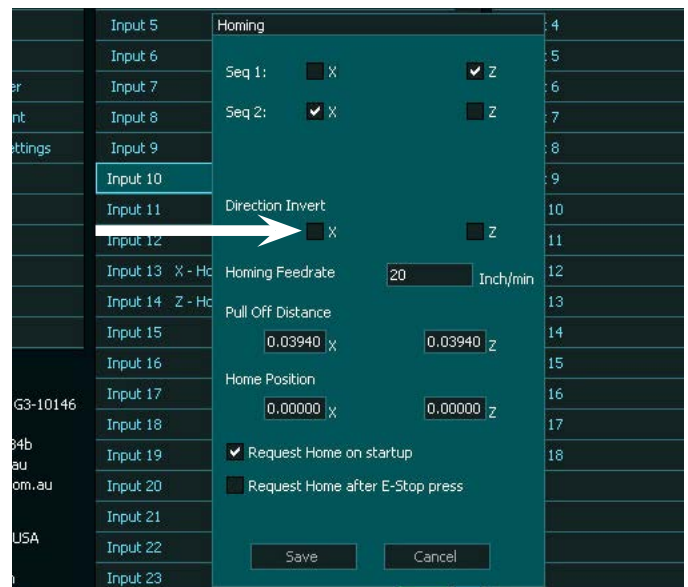 Input 5 Homing : 4
Input 6 : 5
er Input 7 Seq 1: X Z : 6
nt Input 8 Seq 2: X Z : 7
ettings Input 9 : 8
Input 10 : 9
Input 11 Direction Invert 10
Input 12 X Z 11
Input 13 X - Ho Homing Feedrate 20 Inch/min 12
Input 14 Z - Ho Pull Off Distance 13
Input 15 0.03940 X 0.03940 Z 14
Input 16 Home Position 15
G3-10146 Input 17 0.00000 X 0.00000 Z 16
Input 18 17
34b Input 19 Request Home on startup 18
au
om.au Input 20 Request Home after E-Stop press
Input 21
USA Input 22 Save Cancel
Input 23